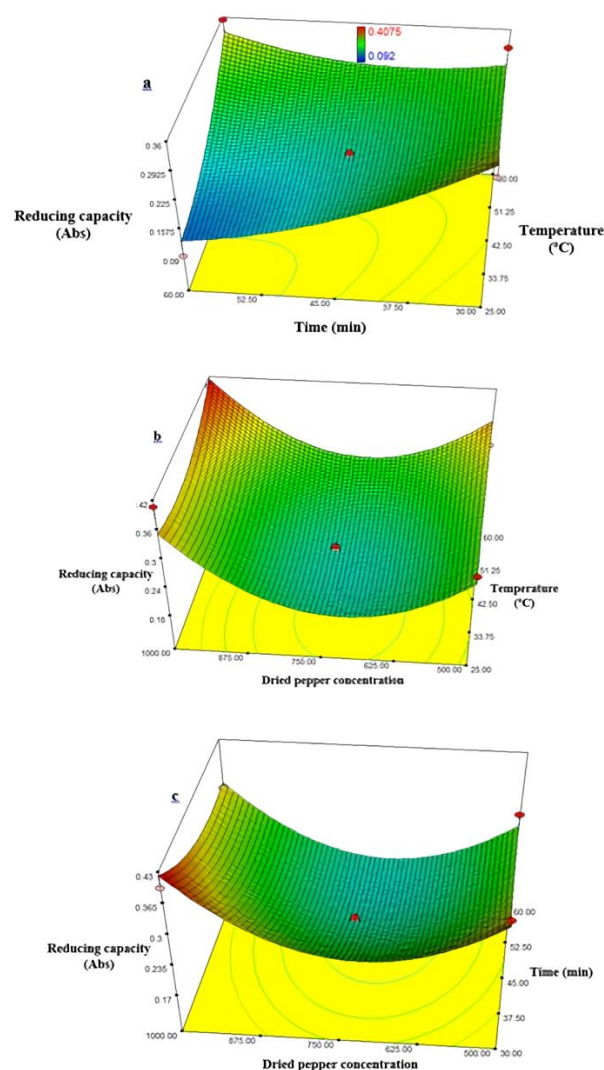 0.4075
0.092
a
0.36
0.2925
0.225
0.1575
0.09
Reducing capacity
(Abs)
60.00
52.50
45.00
57.50
30.00
Time (min)
60.00
51.25
42.50
33.75
25.00
Temperature
(°C)
b
.42
0.36
0.3
0.24
0.18
Reducing capacity
(Abs)
1000.00
875.00
750.00
625.00
500.00
Dried pepper concentration
60.00
51.25
42.50
33.75
25.00
Temperature
(°C)
c
0.43
0.365
0.3
0.235
0.17
Reducing capacity
(Abs)
1000.00
875.00
750.00
625.00
500.00
Dried pepper concentration
60.00
52.50
45.00
37.50
30.00
Time (min)